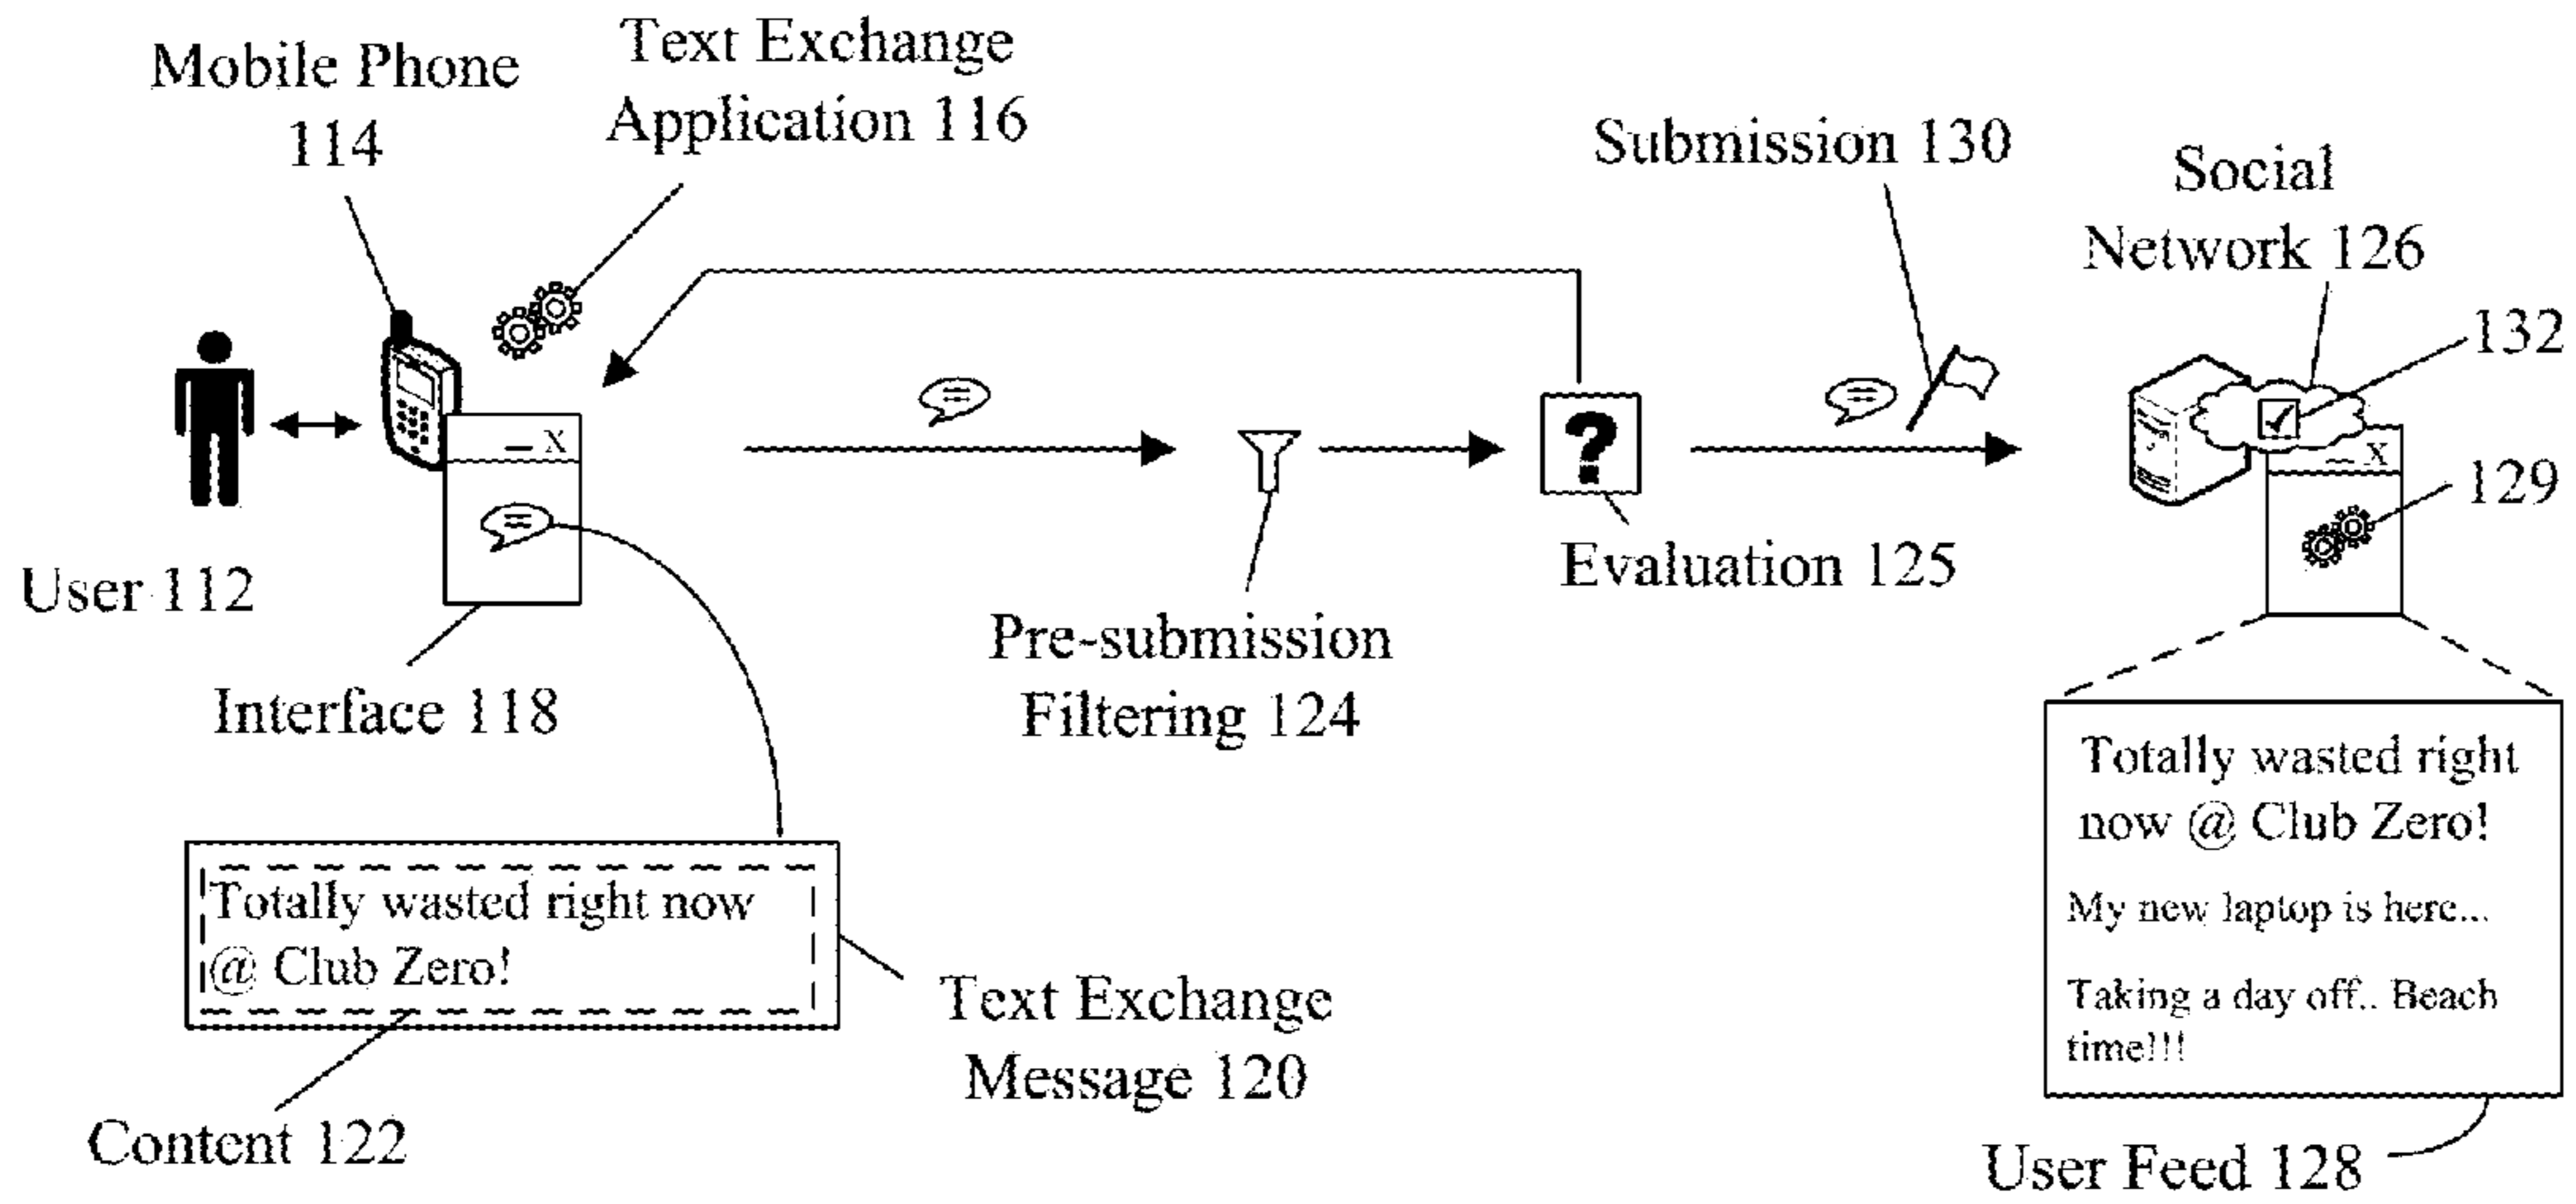 Mobile Phone
114
Text Exchange
Application 116
Submission 130
Social
Network 126
132
_ X
?
_ X
129
User 112
Evaluation 125
Interface 118
Pre-submission
Filtering 124
Totally wasted right now
@ Club Zero!
Text Exchange
Message 120
Content 122
Totally wasted right
now @ Club Zero!
My new laptop is here...
Taking a day off.. Beach
time!!!
User Feed 128